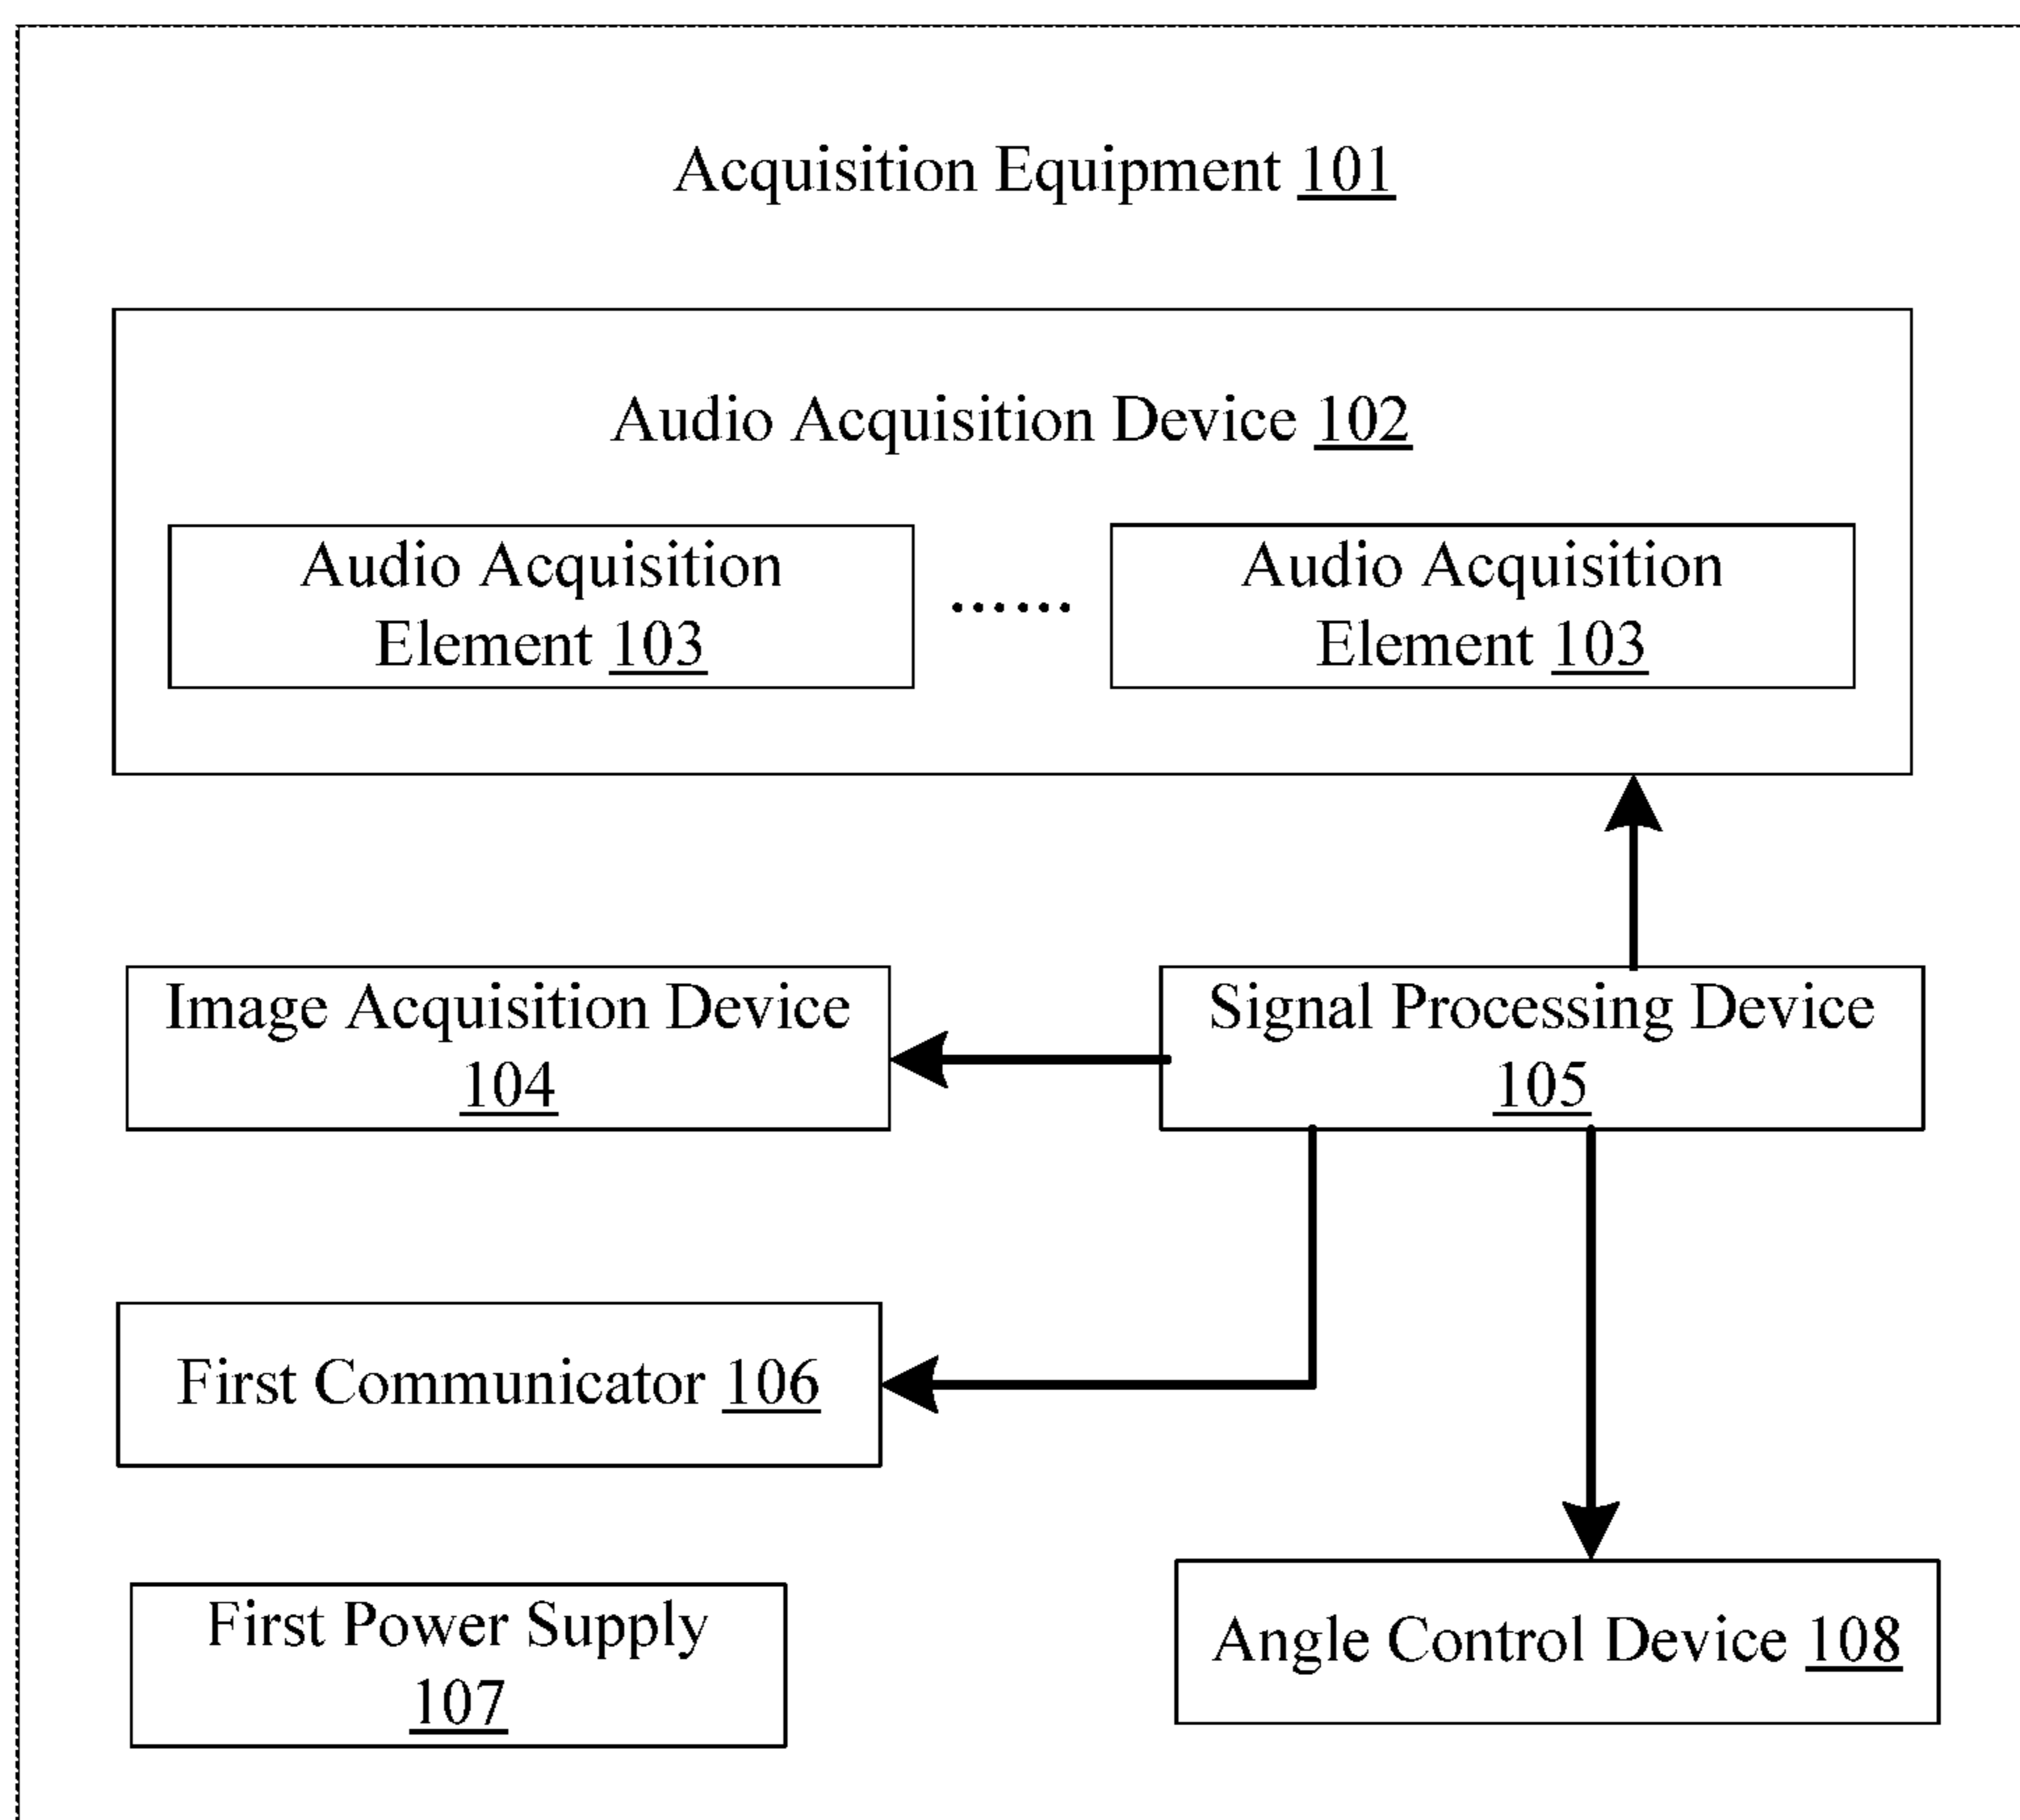 Acquisition Equipment 101
Audio Acquisition Device 102
Audio Acquisition
Element 103
......
Audio Acquisition
Element 103
Image Acquisition Device
104
Signal Processing Device
105
First Communicator 106
First Power Supply
107
Angle Control Device 108